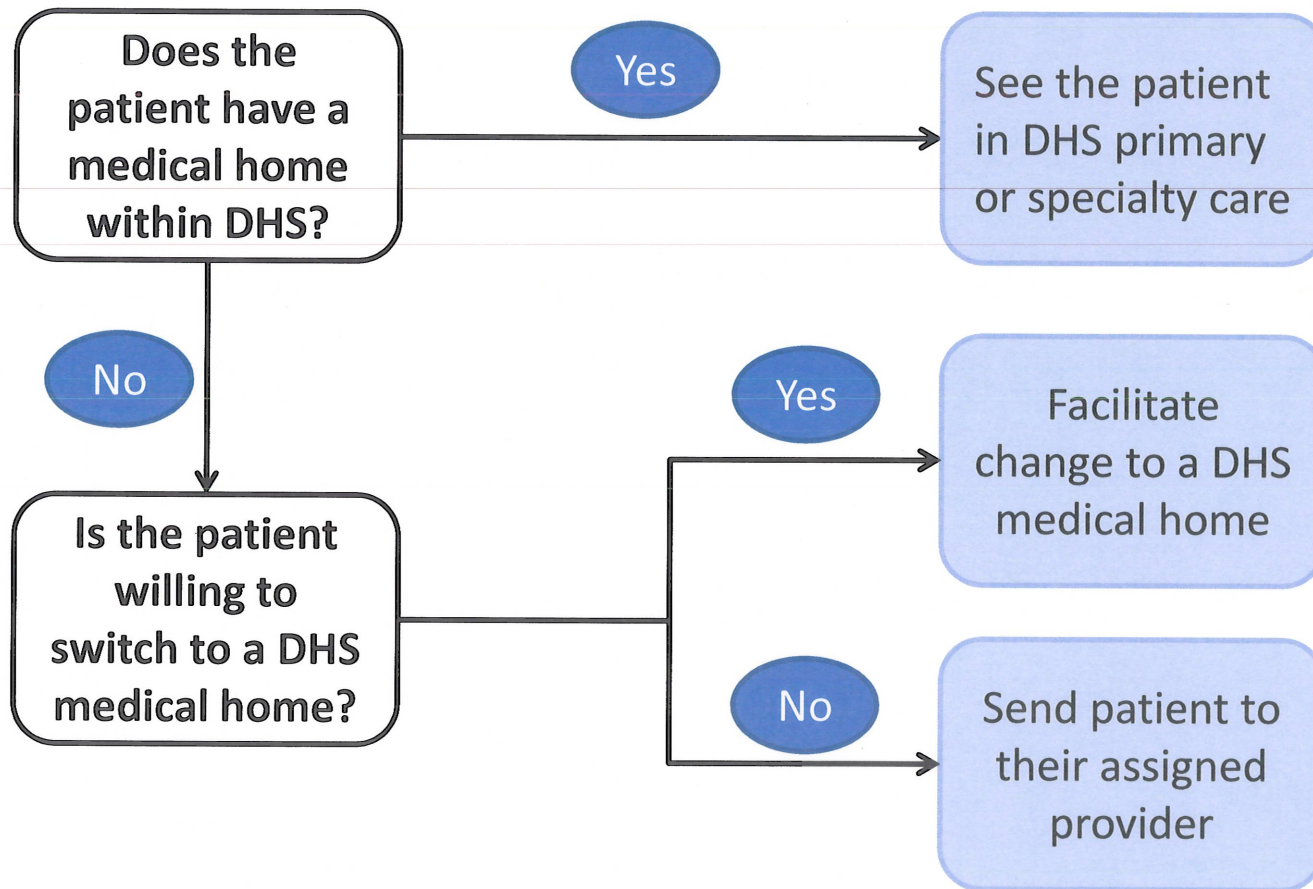 Does the
patient have a
medical home
within DHS?
Yes
See the patient
in DHS primary
or specialty care
No
Is the patient
willing to
switch to a DHS
medical home?
Yes
Facilitate
change to a DHS
medical home
No
Send patient to
their assigned
provider